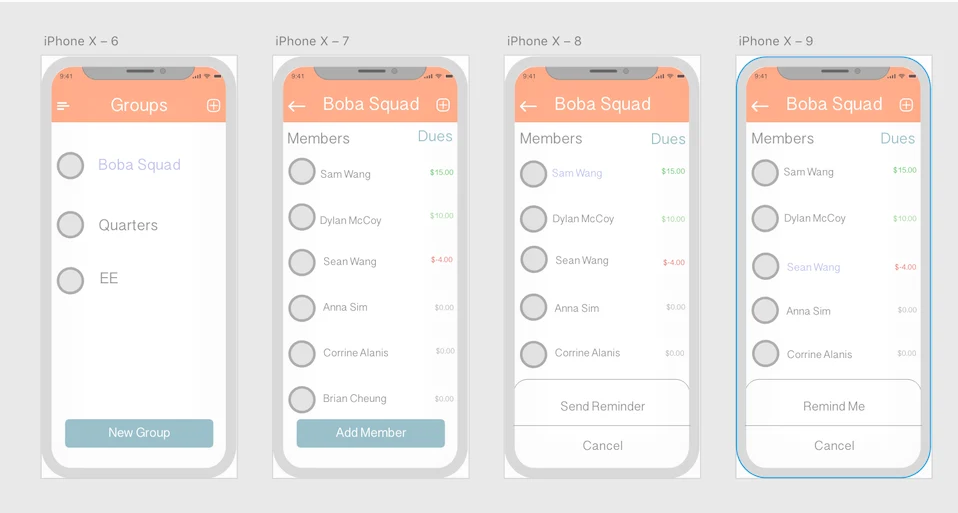 iPhone X – 6
9:41
Groups
Boba Squad
Quarters
EE
New Group
iPhone X – 7
9:41
Boba Squad
Members Dues
Sam Wang $15.00
Dylan McCoy $10.00
Sean Wang $-4.00
Anna Sim $0.00
Corrine Alanis $0.00
Brian Cheung $0.00
Add Member
iPhone X – 8
9:41
Boba Squad
Members Dues
Sam Wang $15.00
Dylan McCoy $10.00
Sean Wang $-4.00
Anna Sim $0.00
Corrine Alanis $0.00
Send Reminder
Cancel
iPhone X – 9
9:41
Boba Squad
Members Dues
Sam Wang $15.00
Dylan McCoy $10.00
Sean Wang $-4.00
Anna Sim $0.00
Corrine Alanis $0.00
Remind Me
Cancel